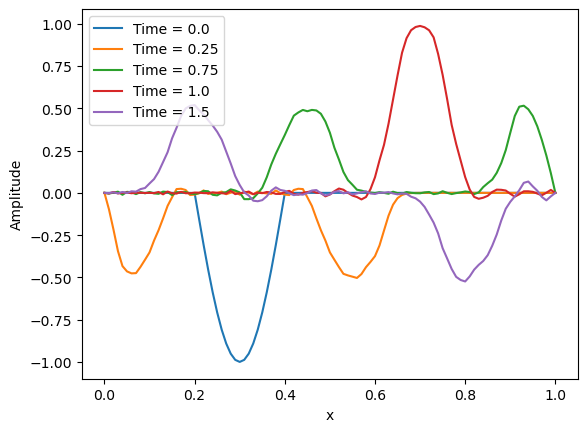 Time = 0.0
Time = 0.25
Time = 0.75
Time = 1.0
Time = 1.5
1.00
0.75
0.50
0.25
0.00
−0.25
−0.50
−0.75
−1.00
Amplitude
0.0 0.2 0.4 0.6 0.8 1.0
x